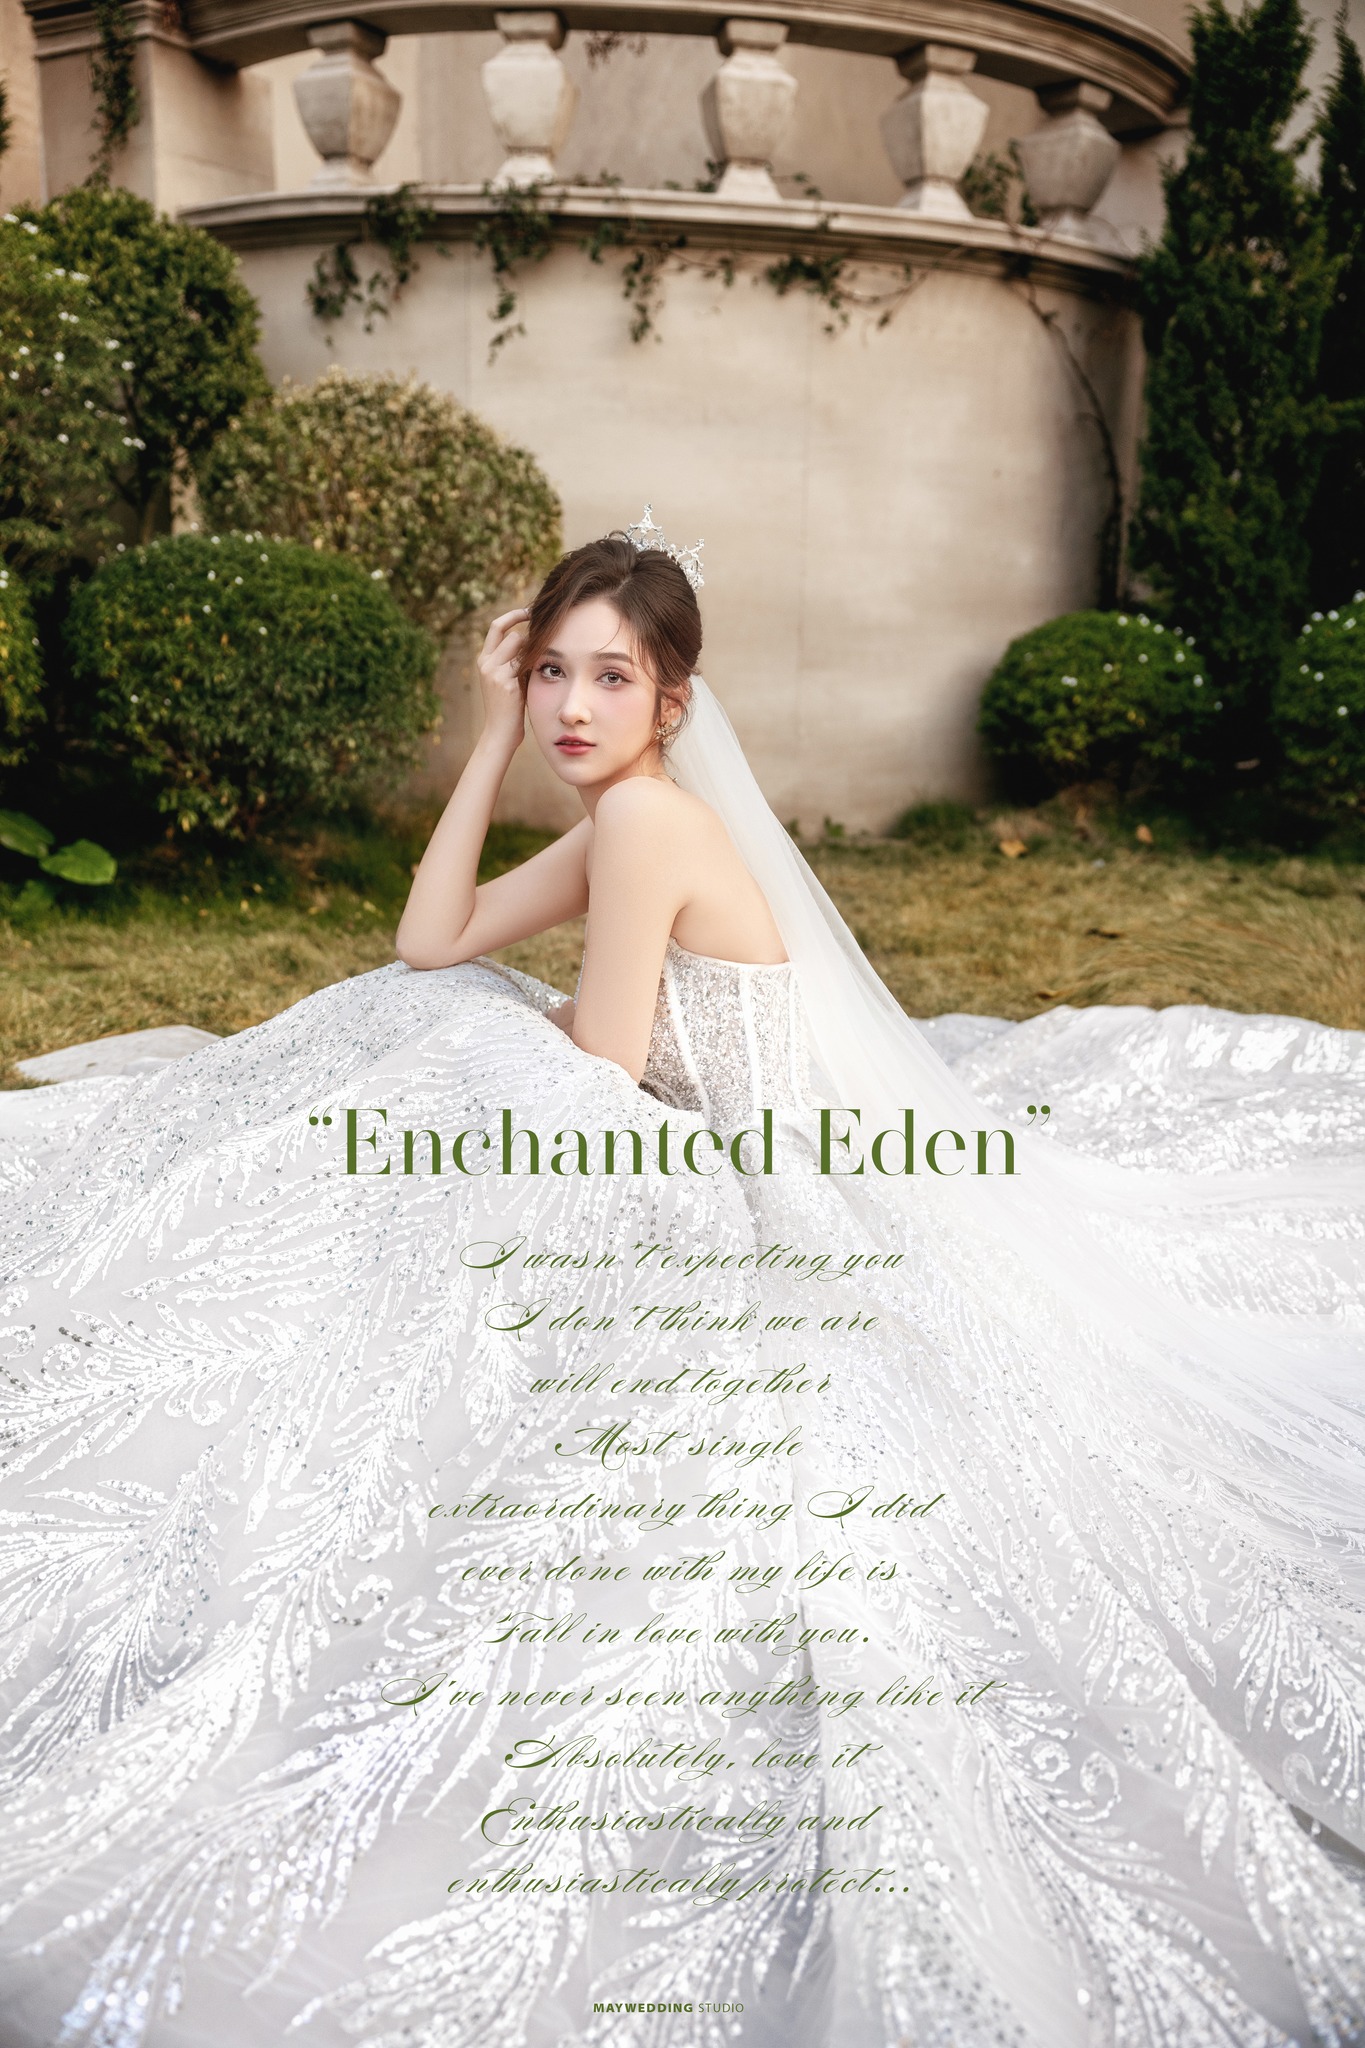 “Enchanted Eden”
I wasn't expecting you
I don't think we are
will end together
Most single
extraordinary thing I did
ever done with my life is
Fall in love with you.
I've never seen anything like it
Absolutely, love it
Enthusiastically and
enthusiastically protect...
MAYWEDDING STUDIO